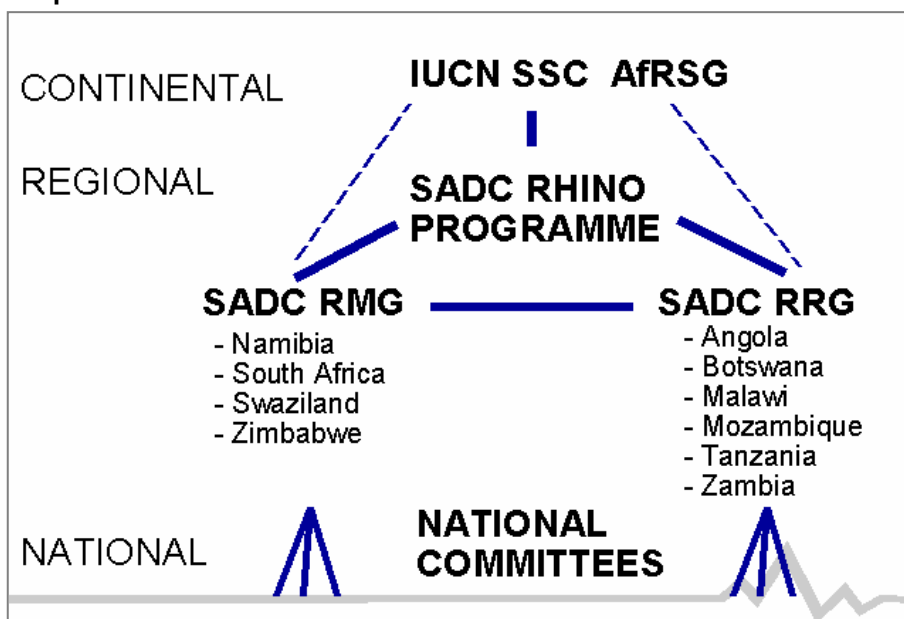 CONTINENTAL
IUCN SSC AfRSG
REGIONAL
SADC RHINO
PROGRAMME
SADC RMG
- Namibia
- South Africa
- Swaziland
- Zimbabwe
SADC RRG
- Angola
- Botswana
- Malawi
- Mozambique
- Tanzania
- Zambia
NATIONAL
NATIONAL
COMMITTEES